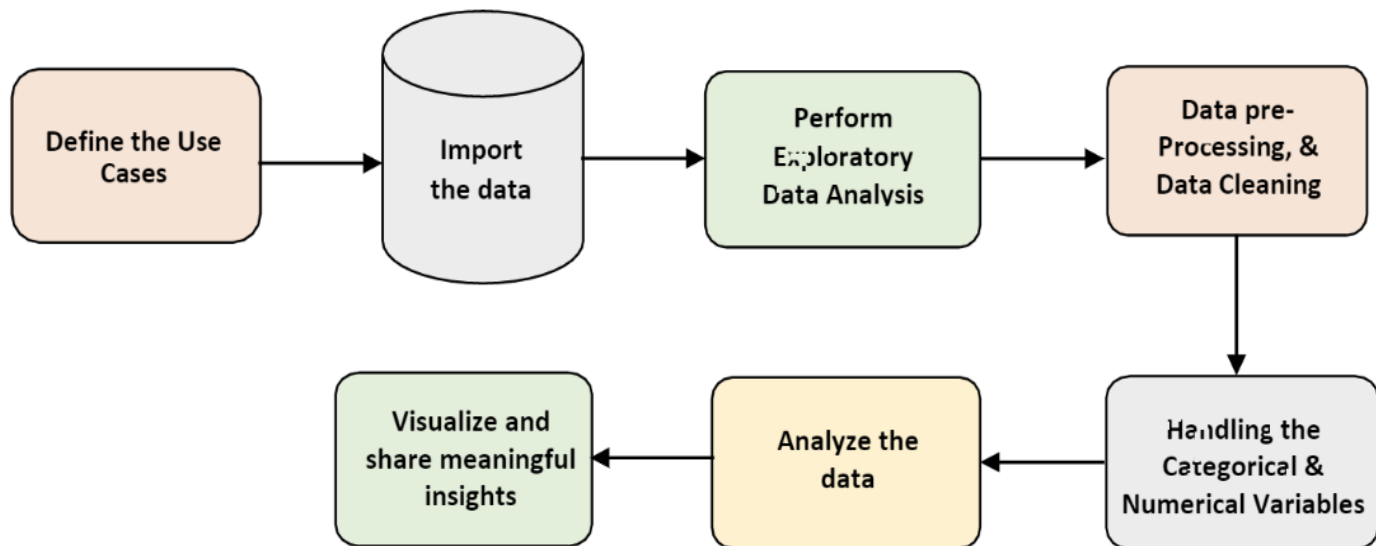 Define the Use
Cases
Import
the data
Perform
Exploratory
Data Analysis
Data pre-
Processing, &
Data Cleaning
Handling the
Categorical &
Numerical Variables
Analyze the
data
Visualize and
share meaningful
insights